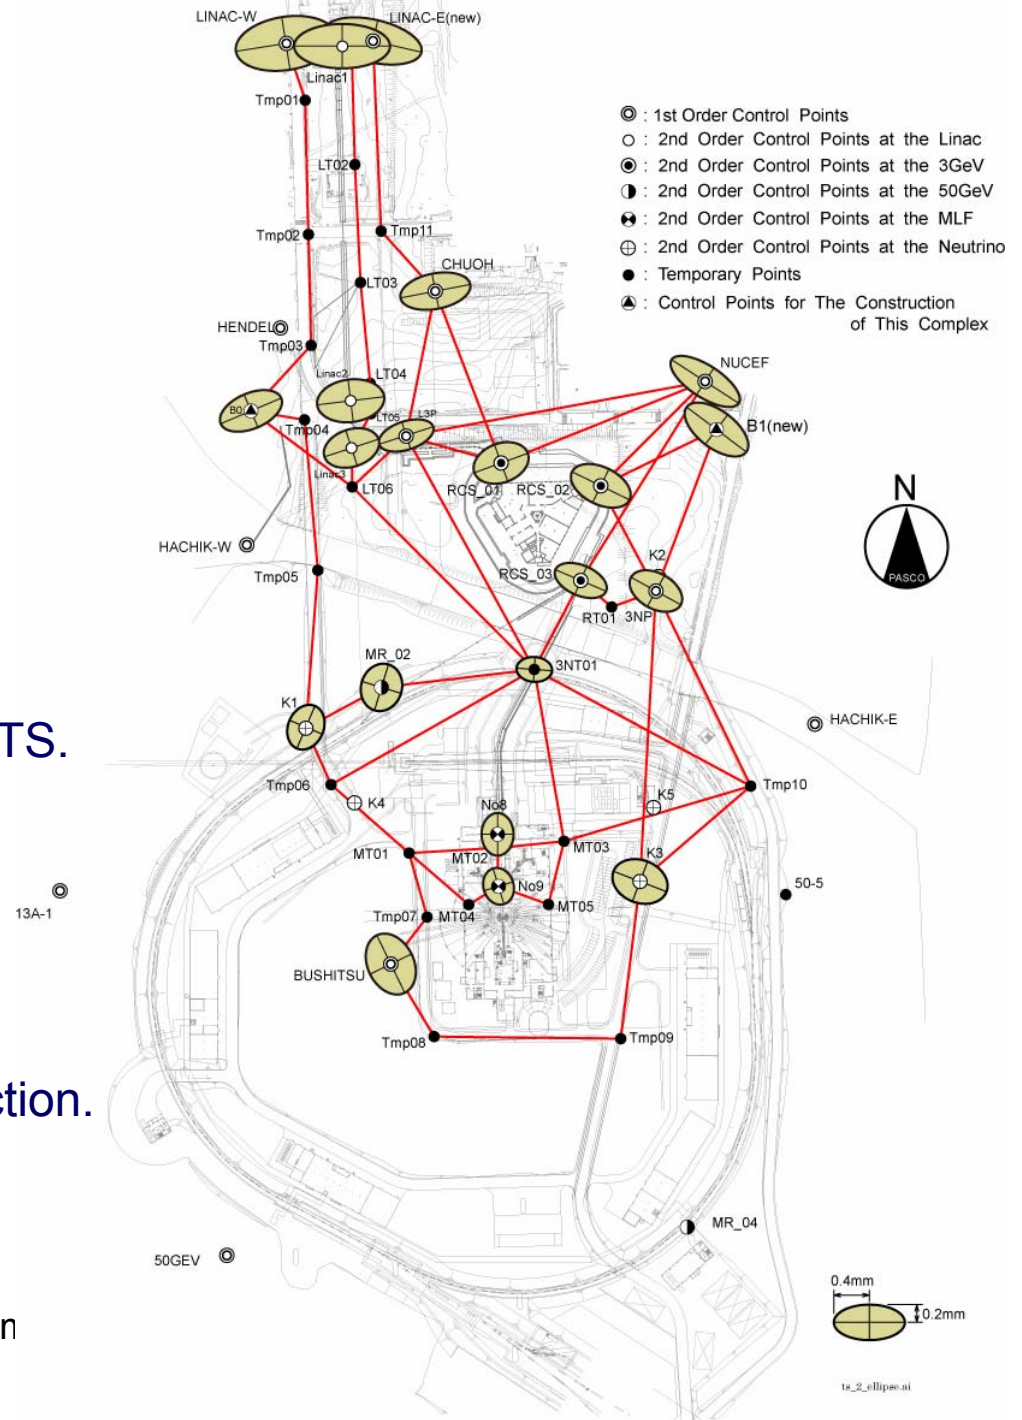 LINAC-W
LINAC-E(new)
Linac1
Tmp01
: 1st Order Control Points
: 2nd Order Control Points at the Linac
: 2nd Order Control Points at the 3GeV
: 2nd Order Control Points at the 50GeV
: 2nd Order Control Points at the MLF
: 2nd Order Control Points at the Neutrino
: Temporary Points
: Control Points for The Construction
of This Complex
LT02
Tmp02
Tmp11
CHUOH
LT03
HENDEL
Tmp03
NUCEF
Linac2
LT04
B0
LT05
L3P
Tmp04
B1(new)
Linac3
LT06
RCS_01
RCS_02
N
PASCO
HACHIK-W
Tmp05
K2
RCS_03
RT01
3NP
MR_02
3NT01
K1
TS.
HACHIK-E
Tmp06
K4
K5
Tmp10
No8
MT01
MT02
MT03
K3
No9
50-5
13A-1
Tmp07
MT04
MT05
BUSHITSU
Tmp08
Tmp09
ction.
MR_04
50GEV
0.4mm
0.2mm
ts_2_ellipse.ai